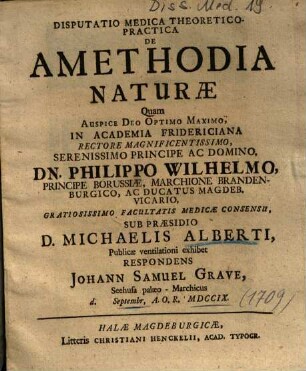 Diss. Med. 19.
DISPUTATIO MEDICA THEORETICO-
PRACTICA
DE
AMETHODIA
NATURÆ
Quam
AUSPICE DEO OPTIMO MAXIMO,
IN ACADEMIA FRIDERICIANA
RECTORE MAGNIFICENTISSIMO,
SERENISSIMO PRINCIPE AC DOMINO,
DN. PHILIPPO WILHELMO,
PRINCIPE BORUSSIÆ, MARCHIONE BRANDEN-
BURGICO, AC DUCATUS MAGDEB.
VICARIO,
GRATIOSISSIMO FACULTATIS MEDICÆ CONSENSU,
SUB PRÆSIDIO
D. MICHAELIS ALBERTI,
Publicæ ventilationi exhibet
RESPONDENS
JOHANN SAMUEL GRAVE,
Seehusa palæo-Marchicus
d. Septembr, A. O. R. MDCCIX.
(1709)
HALÆ MAGDEBURGICÆ,
Litteris CHRISTIANI HENCKELII, ACAD. TYPOGR.